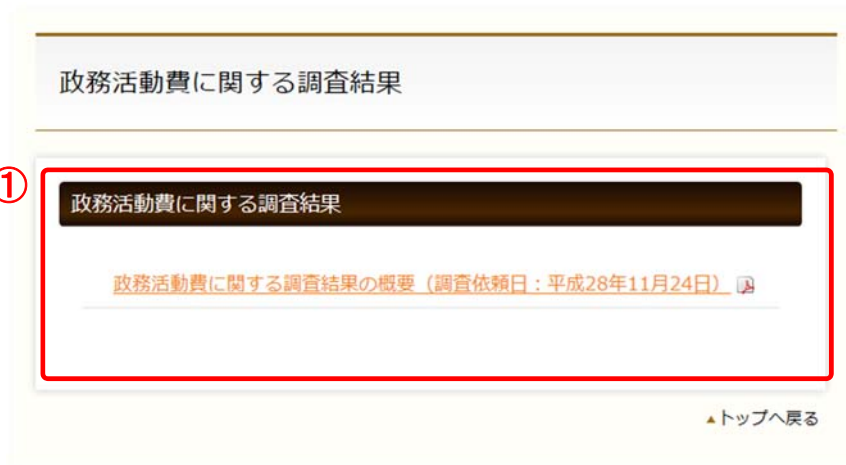 政務活動費に関する調査結果
①
政務活動費に関する調査結果
政務活動費に関する調査結果の概要（調査依頼日：平成28年11月24日）
▲トップへ戻る